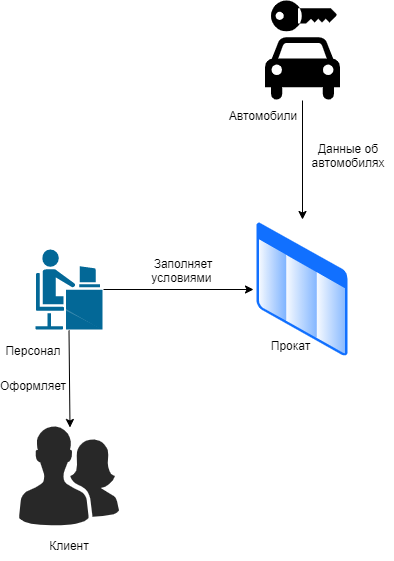 Автомобили
Данные об
автомобилях
Заполняет
условиями
Прокат
Персонал
Оформляет
Клиент